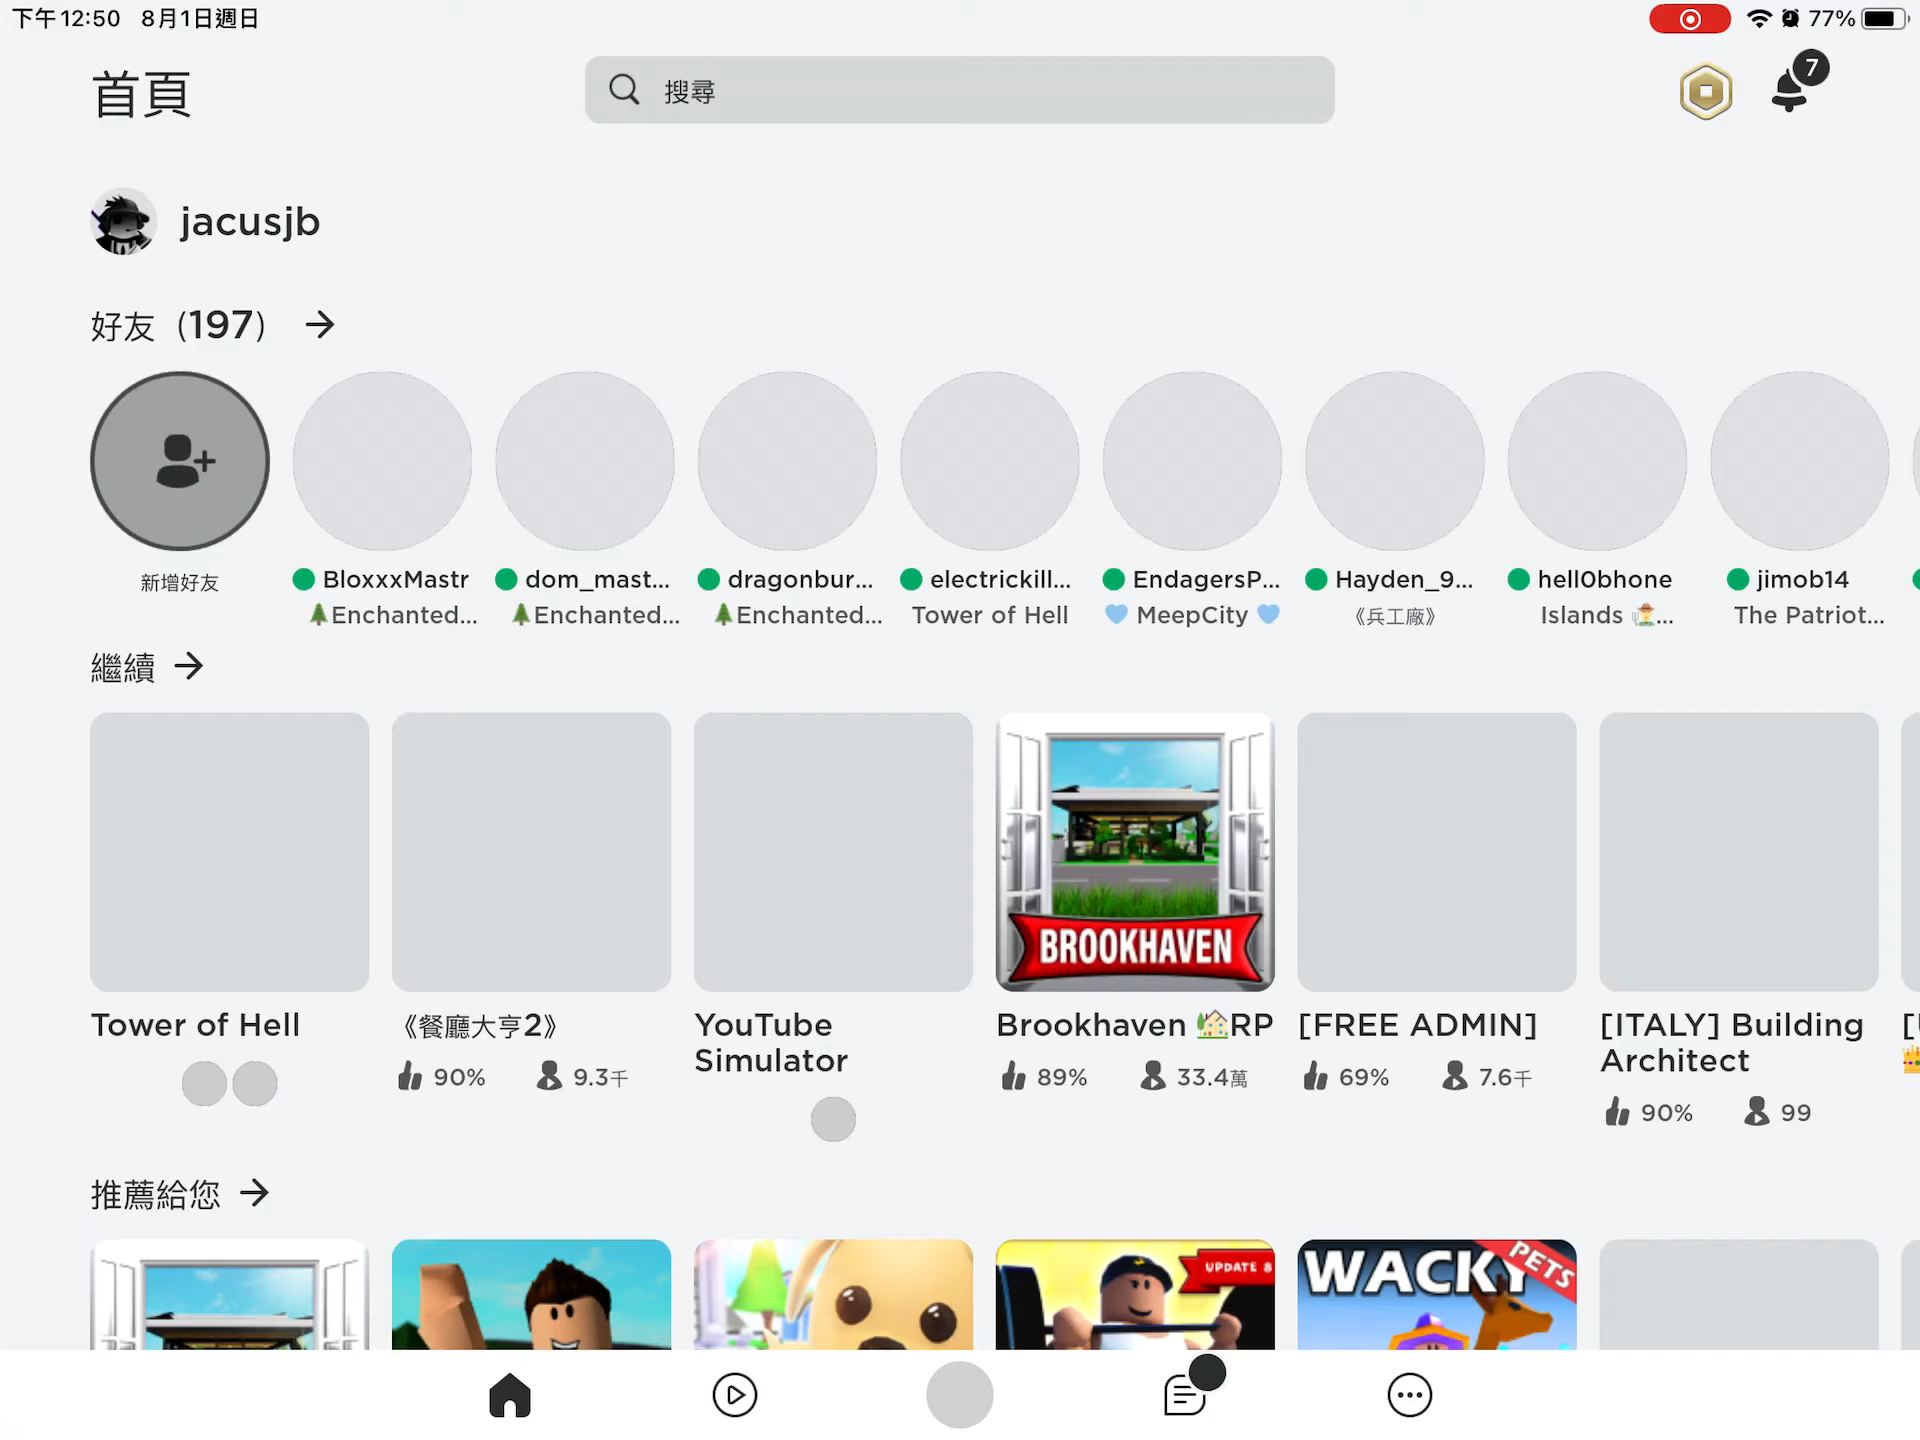 下午12:50 8月1日週日
77%
首頁
搜尋
7
jacusjb
好友 (197)
新增好友
BloxxxMastr
🌲Enchanted...
dom_mast...
🌲Enchanted...
dragonbur...
🌲Enchanted...
electrickill...
Tower of Hell
EndagersP...
💙 MeepCity 💙
Hayden_9...
《兵工廠》
hell0bhone
Islands 👨‍🌾...
jimob14
The Patriot...
繼續
BROOKHAVEN
Tower of Hell
《餐廳大亨2》
90% 9.3千
YouTube
Simulator
Brookhaven 🏡RP
89% 33.4萬
[FREE ADMIN]
69% 7.6千
[ITALY] Building
Architect
90% 99
推薦給您
UPDATE 8
WACKY
PETS